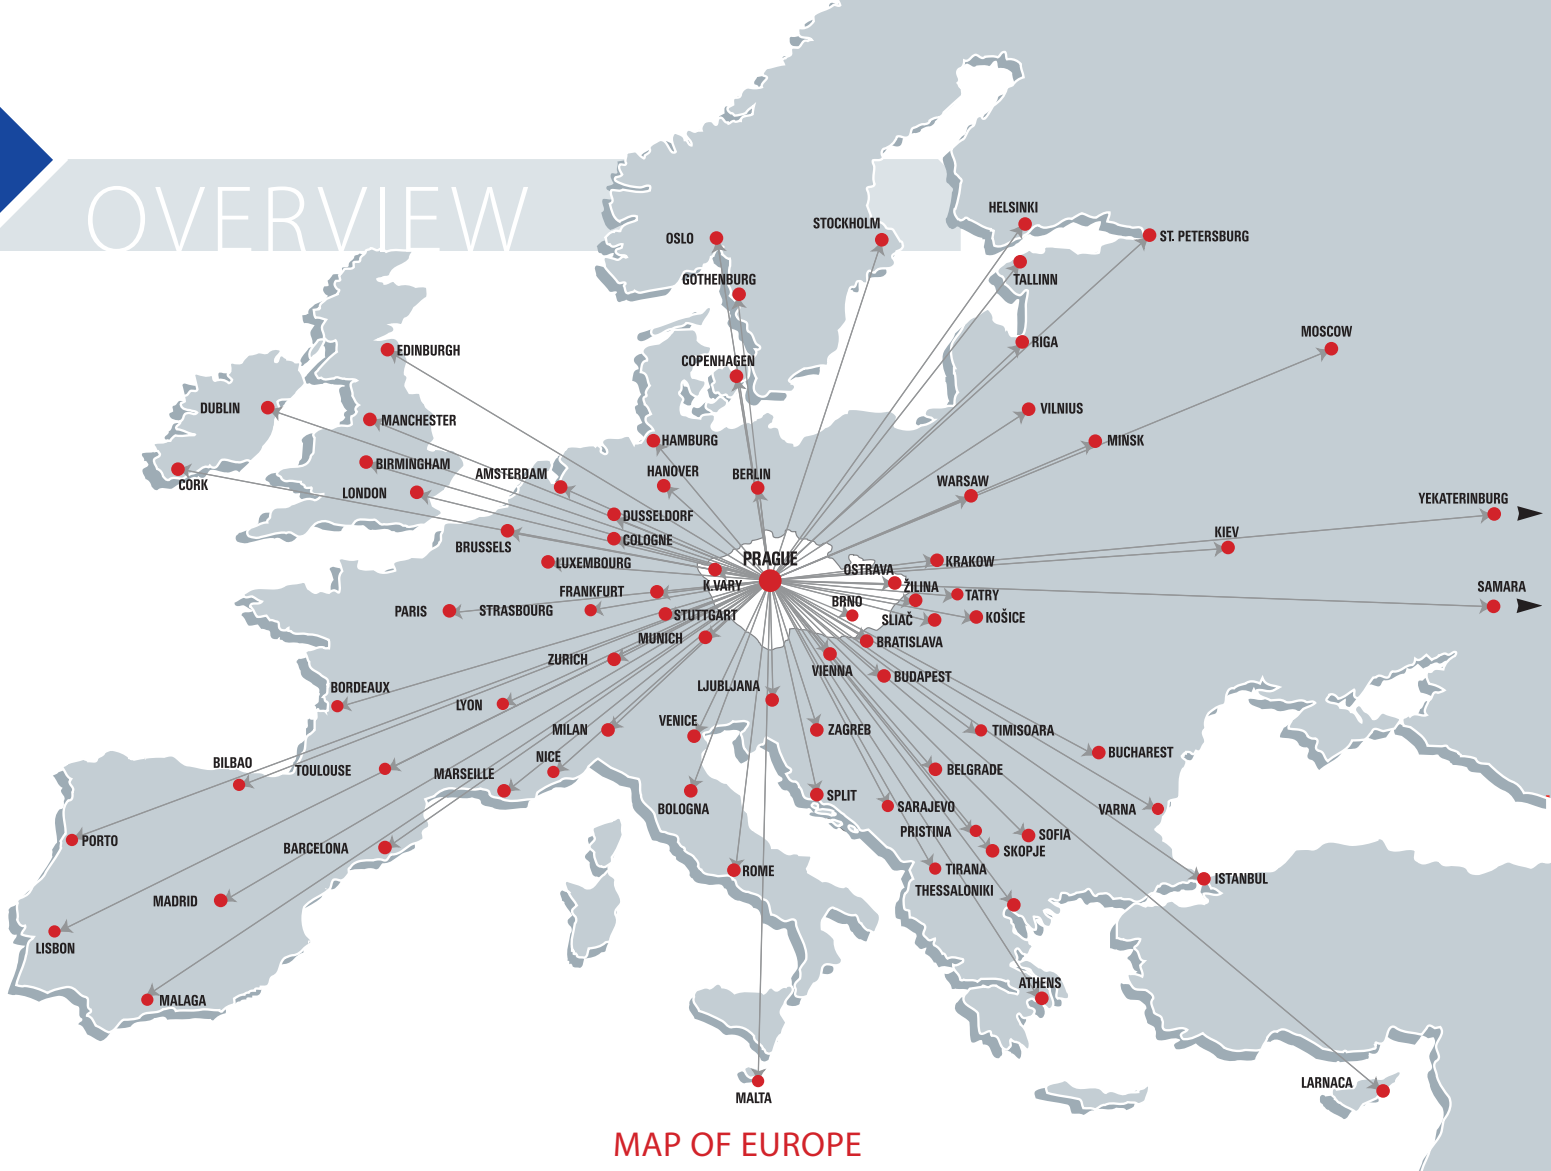 OVERVIEW
HELSINKI
STOCKHOLM
OSLO
ST. PETERSBURG
GOTHENBURG
TALLINN
MOSCOW
RIGA
EDINBURGH
COPENHAGEN
DUBLIN
VILNIUS
MANCHESTER
HAMBURG
MINSK
BIRMINGHAM
AMSTERDAM
HANOVER
BERLIN
WARSAW
CORK
LONDON
YEKATERINBURG
DUSSELDORF
KIEV
BRUSSELS
COLOGNE
PRAGUE
LUXEMBOURG
OSTRAVA
KRAKOW
K.VARY
ŽILINA
SAMARA
FRANKFURT
TATRY
BRNO
PARIS
STRASBOURG
STUTTGART
SLIAČ
KOŠICE
MUNICH
BRATISLAVA
ZURICH
VIENNA
BUDAPEST
BORDEAUX
LJUBLJANA
LYON
VENICE
MILAN
ZAGREB
TIMISOARA
BUCHAREST
NICE
BILBAO
TOULOUSE
MARSEILLE
BELGRADE
BOLOGNA
SPLIT
SARAJEVO
VARNA
PRISTINA
SOFIA
PORTO
BARCELONA
SKOPJE
ROME
TIRANA
ISTANBUL
THESSALONIKI
MADRID
LISBON
ATHENS
MALAGA
LARNACA
MALTA
MAP OF EUROPE